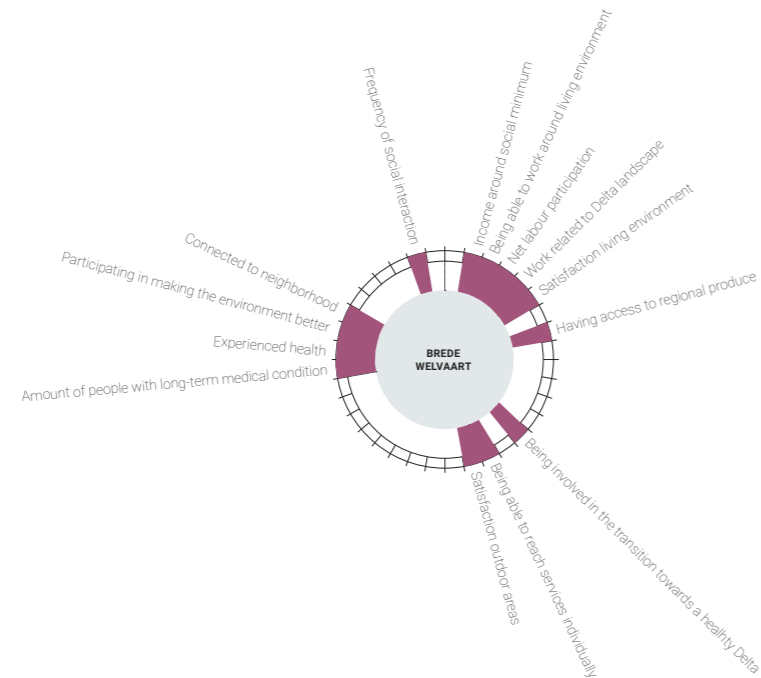 Frequency of social interaction
Income around social minimum
Being able to work around living environment
Net labour participation
Work related to Delta landscape
Satisfaction living environment
Having access to regional produce
Being involved in the transition towards a healhty Delta
Being able to reach services individually
Satisfaction outdoor areas
Amount of people with long-term medical condition
Experienced health
Participating in making the environment better
Connected to neighborhood
BREDE
WELVAART